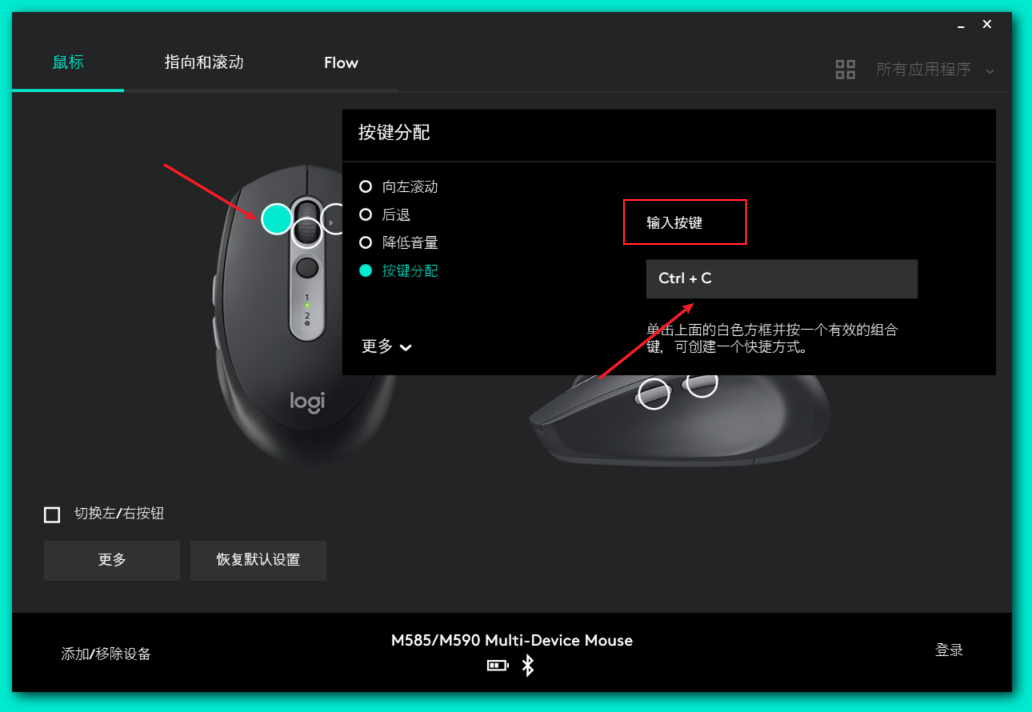 鼠标
指向和滚动
Flow
所有应用程序
按键分配
向左滚动
后退
降低音量
按键分配
更多
输入按键
Ctrl + C
单击上面的白色方框并按一个有效的组合
键，可创建一个快捷方式。
1
2
logi
切换左/右按钮
更多
恢复默认设置
添加/移除设备
M585/M590 Multi-Device Mouse
登录